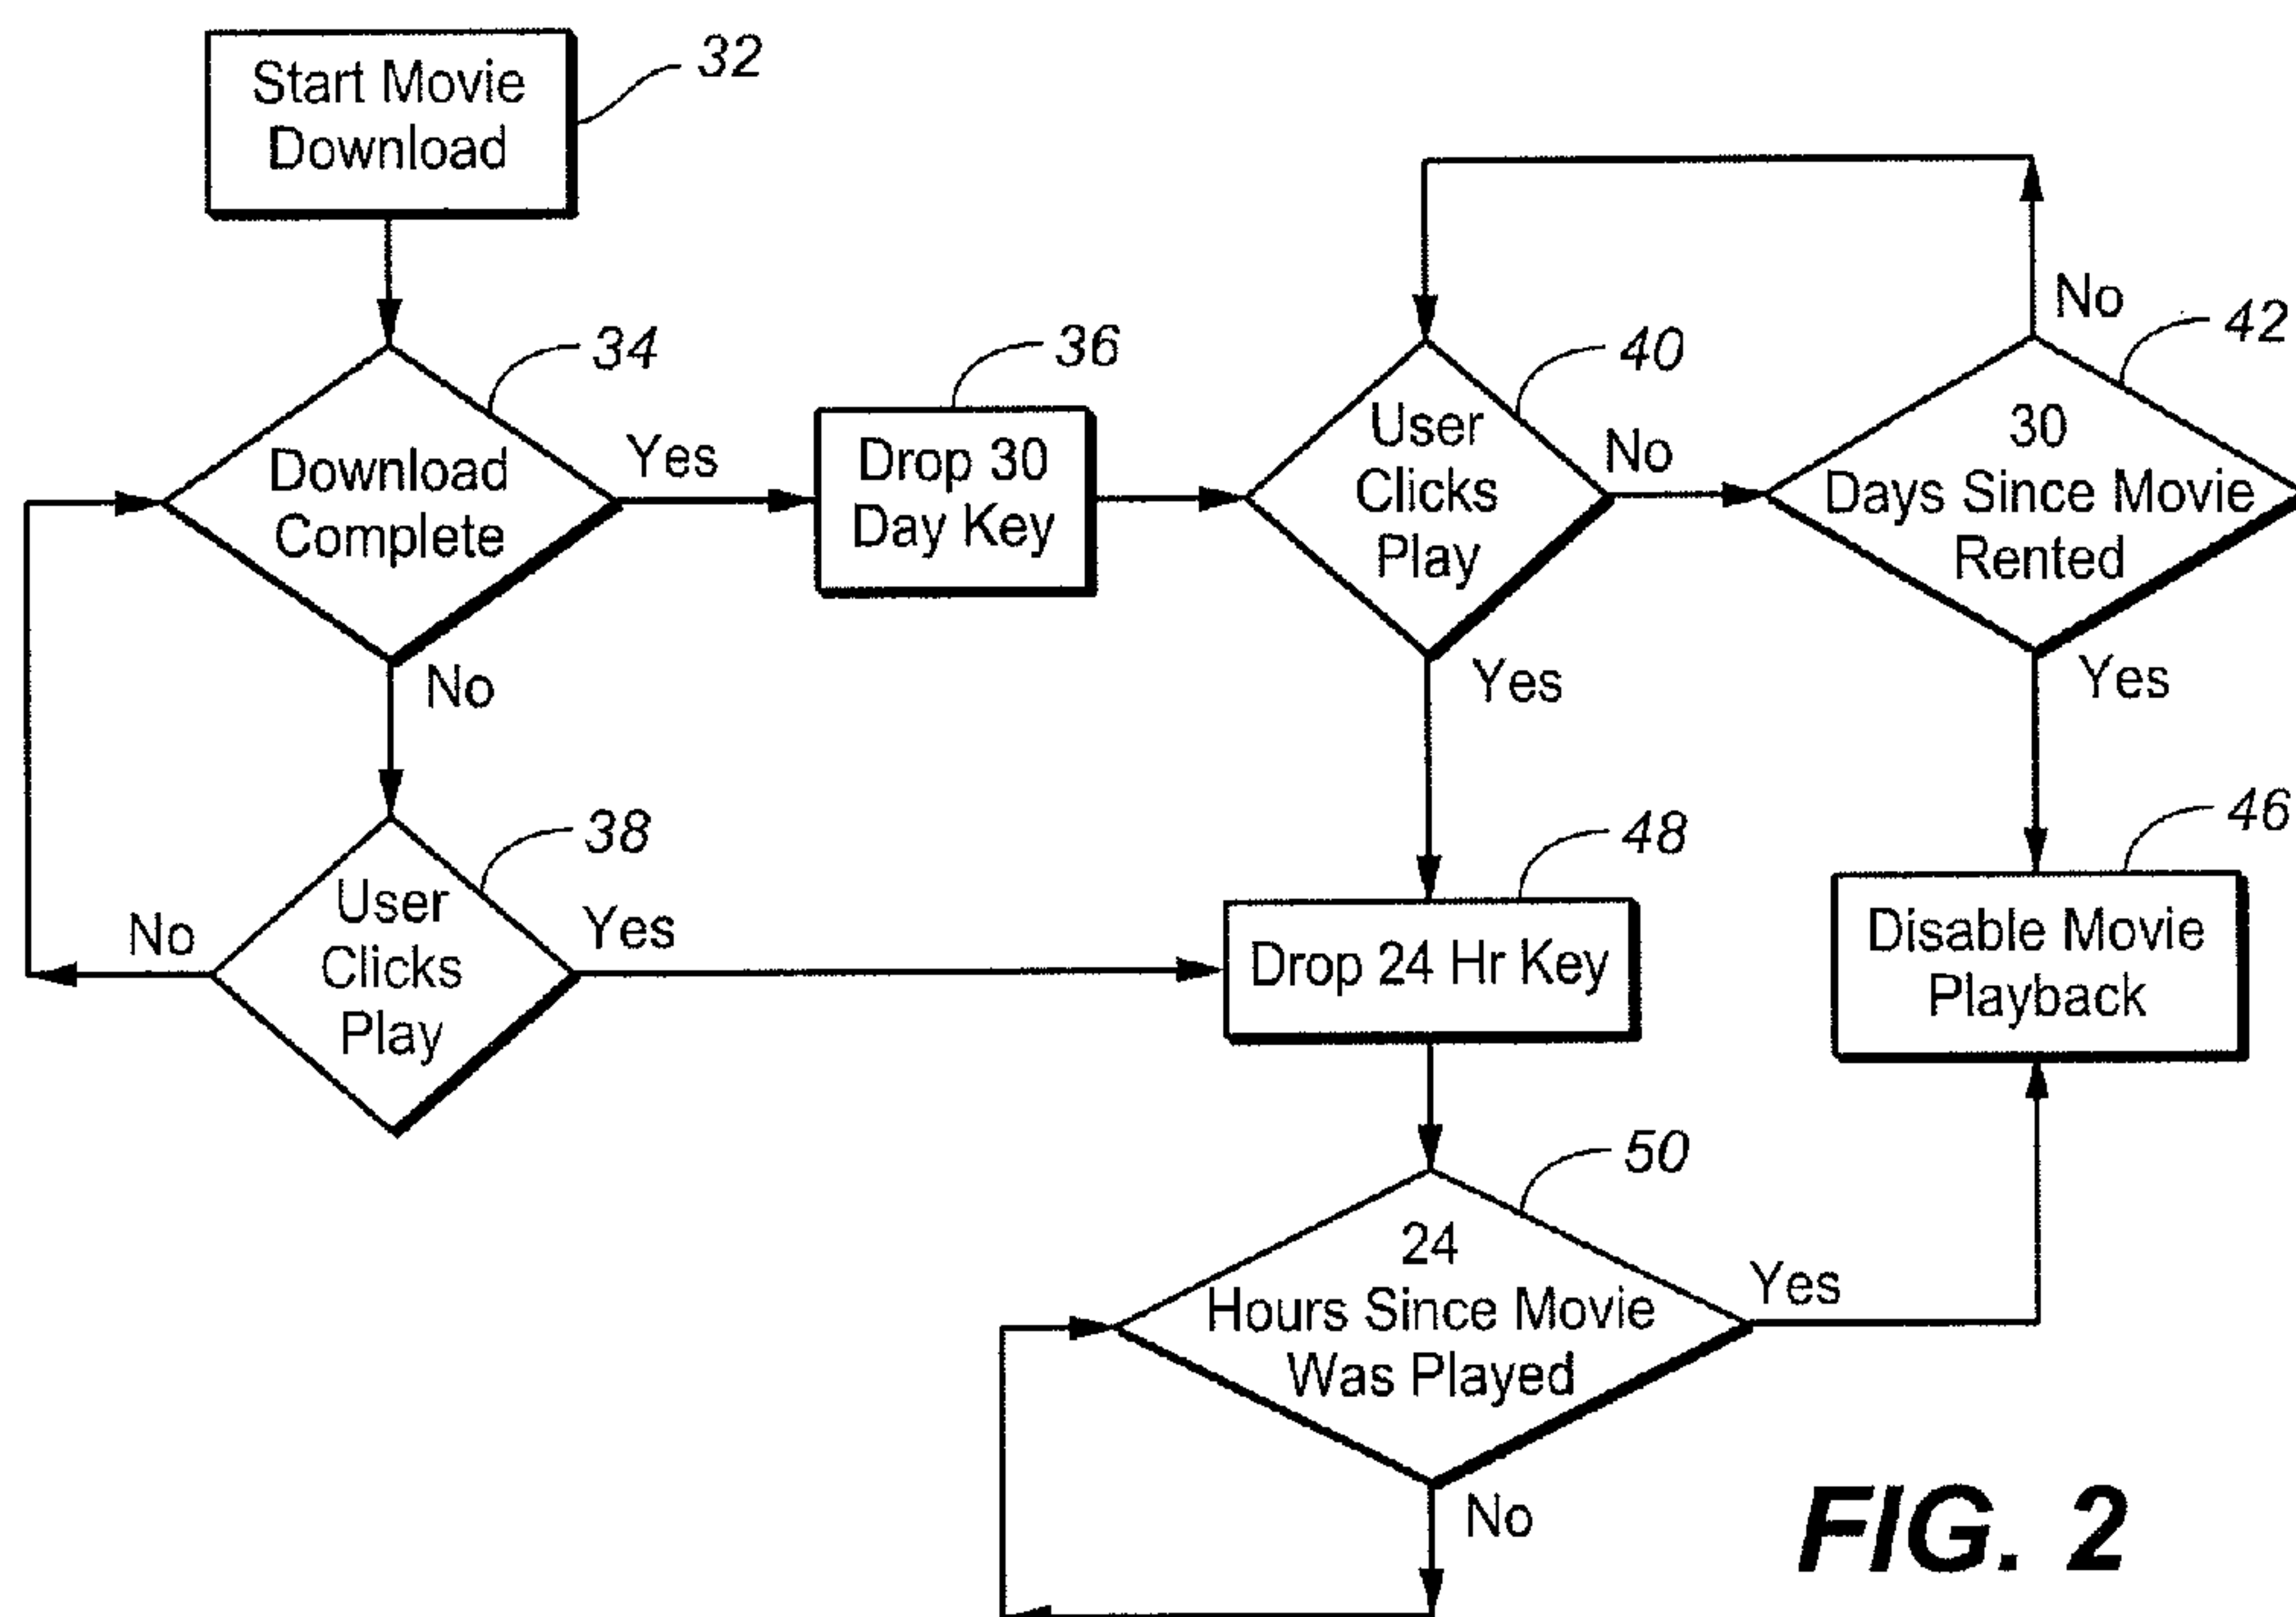 Start Movie
Download
32
34
Download
Complete
Yes
No
36
Drop 30
Day Key
40
User
Clicks
Play
No
Yes
42
30
Days Since Movie
Rented
No
Yes
38
User
Clicks
Play
No
Yes
48
Drop 24 Hr Key
46
Disable Movie
Playback
50
24
Hours Since Movie
Was Played
Yes
No
FIG. 2